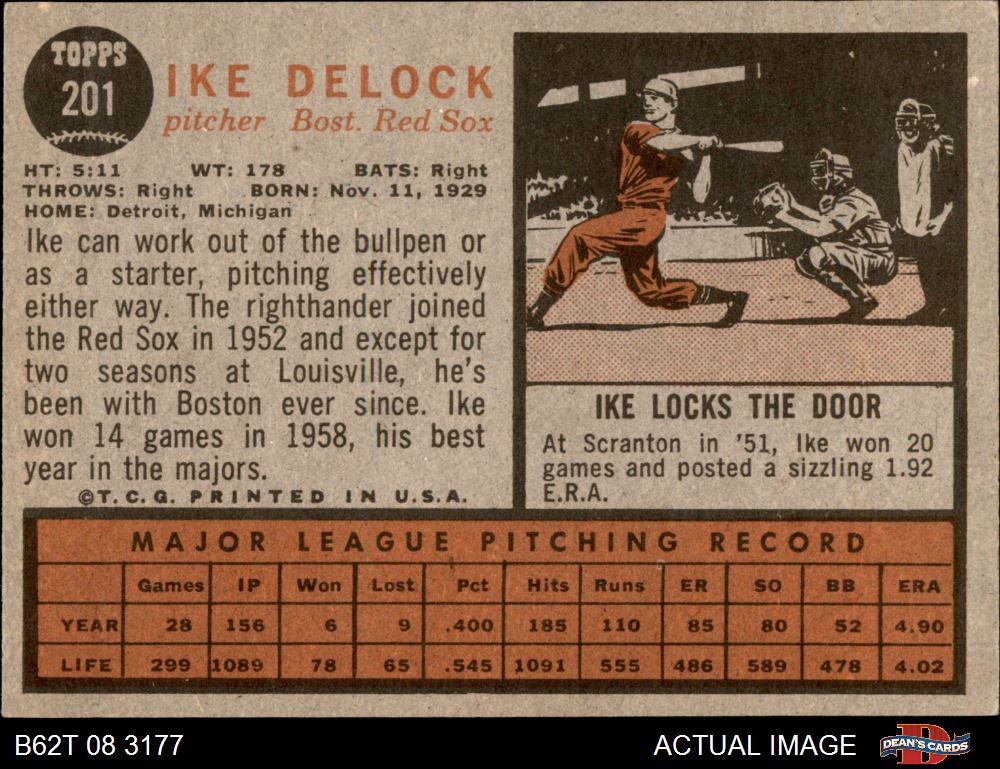 TOPPS
201
IKE DELOCK
pitcher Bost. Red Sox
HT: 5:11 WT: 178 BATS: Right
THROWS: Right BORN: Nov. 11, 1929
HOME: Detroit, Michigan
Ike can work out of the bullpen or
as a starter, pitching effectively
either way. The righthander joined
the Red Sox in 1952 and except for
two seasons at Louisville, he's
been with Boston ever since. Ike
won 14 games in 1958, his best
year in the majors.
©T.C.G. PRINTED IN U.S.A.
IKE LOCKS THE DOOR
At Scranton in '51, Ike won 20
games and posted a sizzling 1.92
E.R.A.
MAJOR LEAGUE PITCHING RECORD
Games IP Won Lost Pct Hits Runs ER SO BB ERA
YEAR 28 156 6 9 .400 185 110 85 80 52 4.90
LIFE 299 1089 78 65 .545 1091 555 486 589 478 4.02
B62T 08 3177 ACTUAL IMAGE DEAN'S CARDS